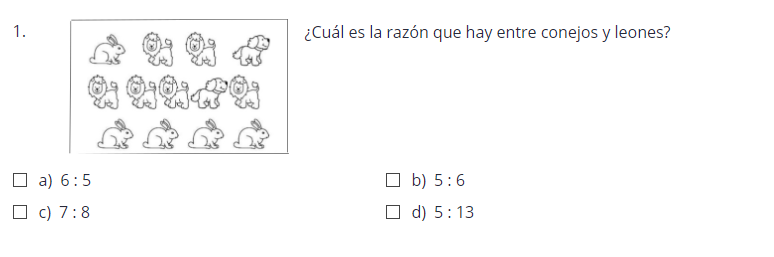 1.
¿Cuál es la razón que hay entre conejos y leones?
a) 6 : 5
b) 5 : 6
c) 7 : 8
d) 5 : 13